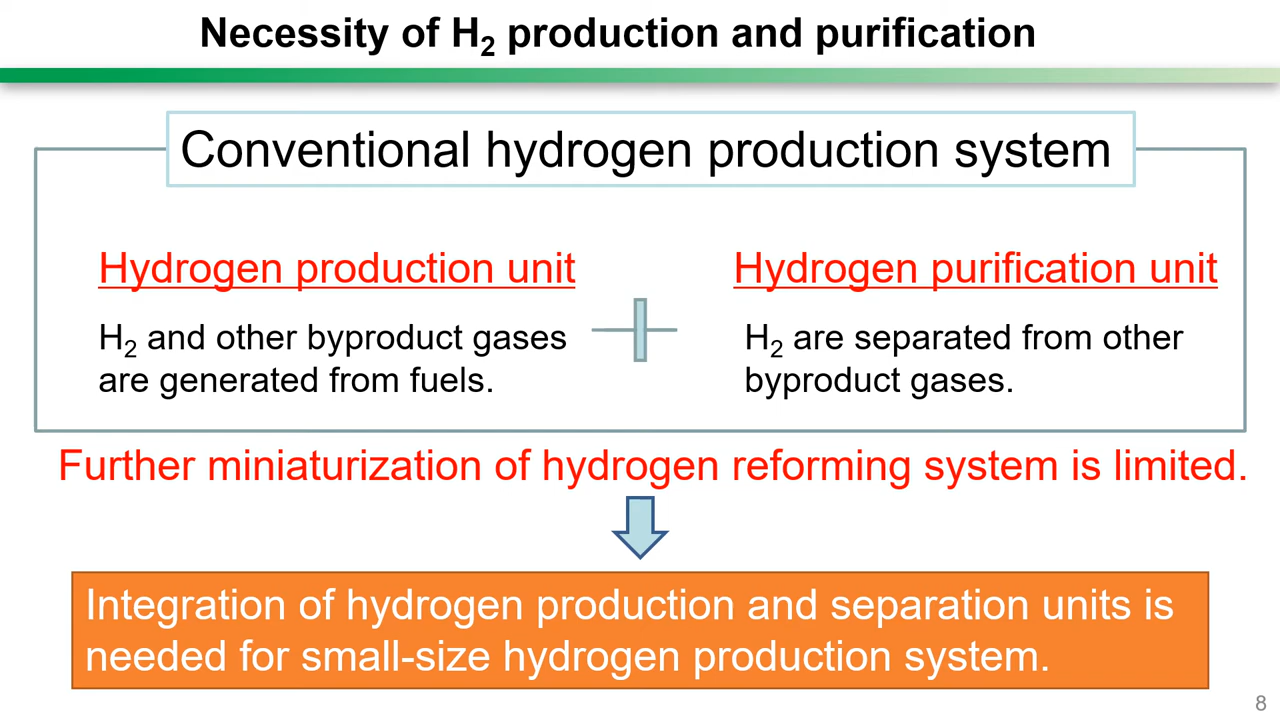 Necessity of H2 production and purification
Conventional hydrogen production system
Hydrogen production unit
H2 and other byproduct gases
are generated from fuels.
Hydrogen purification unit
H2 are separated from other
byproduct gases.
Further miniaturization of hydrogen reforming system is limited.
Integration of hydrogen production and separation units is
needed for small-size hydrogen production system.
8